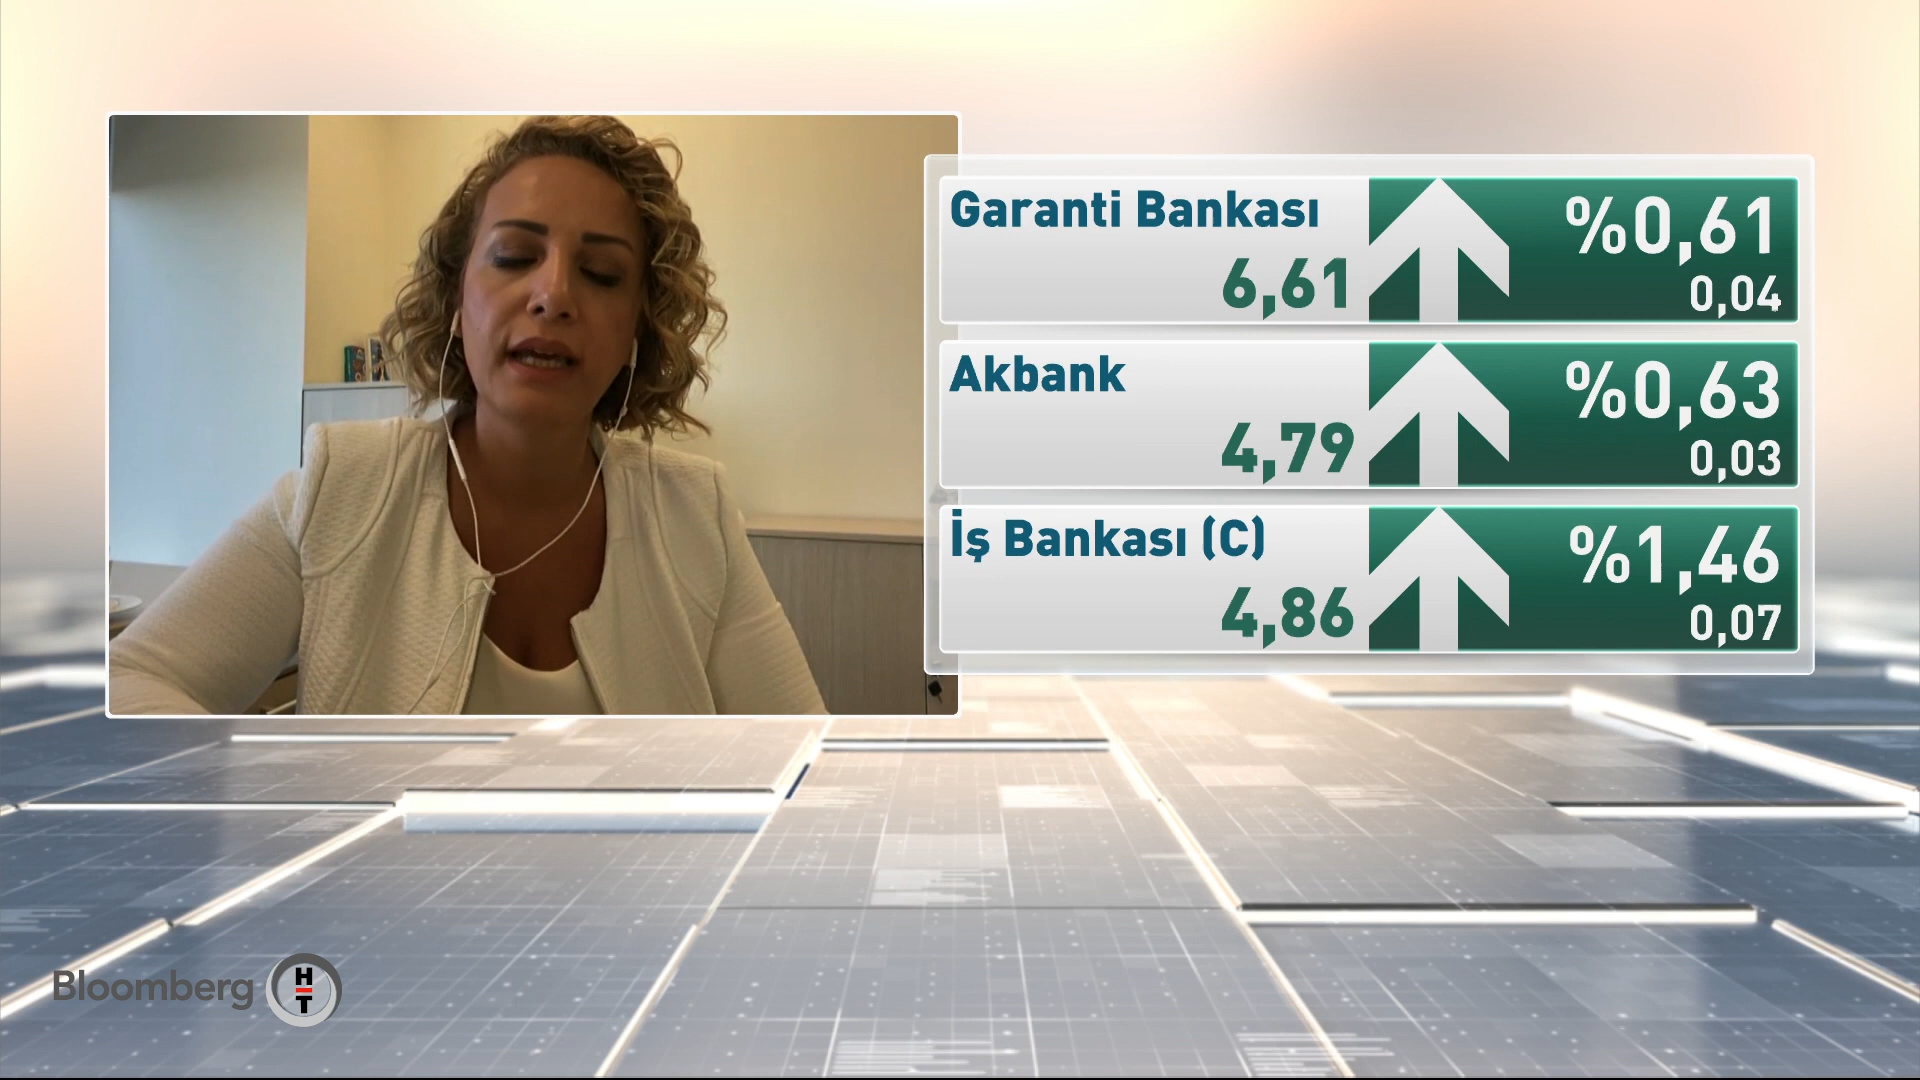 Garanti Bankası
6,61
%0,61
0,04
Akbank
4,79
%0,63
0,03
İş Bankası (C)
4,86
%1,46
0,07
Bloomberg HT